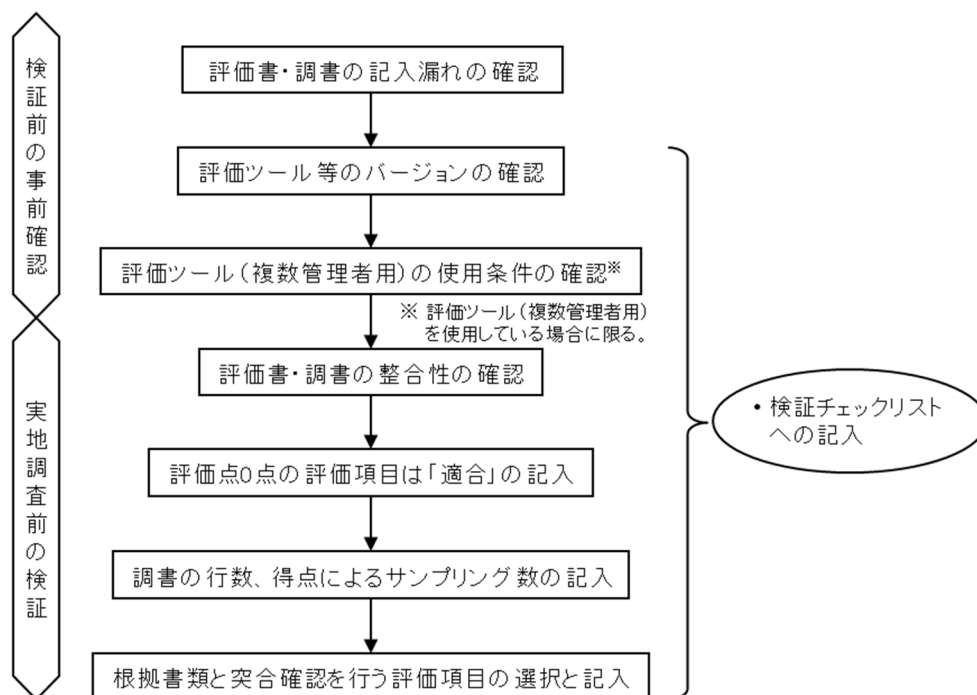 検証前の事前確認
評価書・調書の記入漏れの確認
評価ツール等のバージョンの確認
評価ツール(複数管理者用)の使用条件の確認※
※ 評価ツール(複数管理者用)
を使用している場合に限る。
実地調査前の検証
評価書・調書の整合性の確認
評価点0点の評価項目は「適合」の記入
調書の行数、得点によるサンプリング数の記入
根拠書類と突合確認を行う評価項目の選択と記入
・検証チェックリスト
への記入